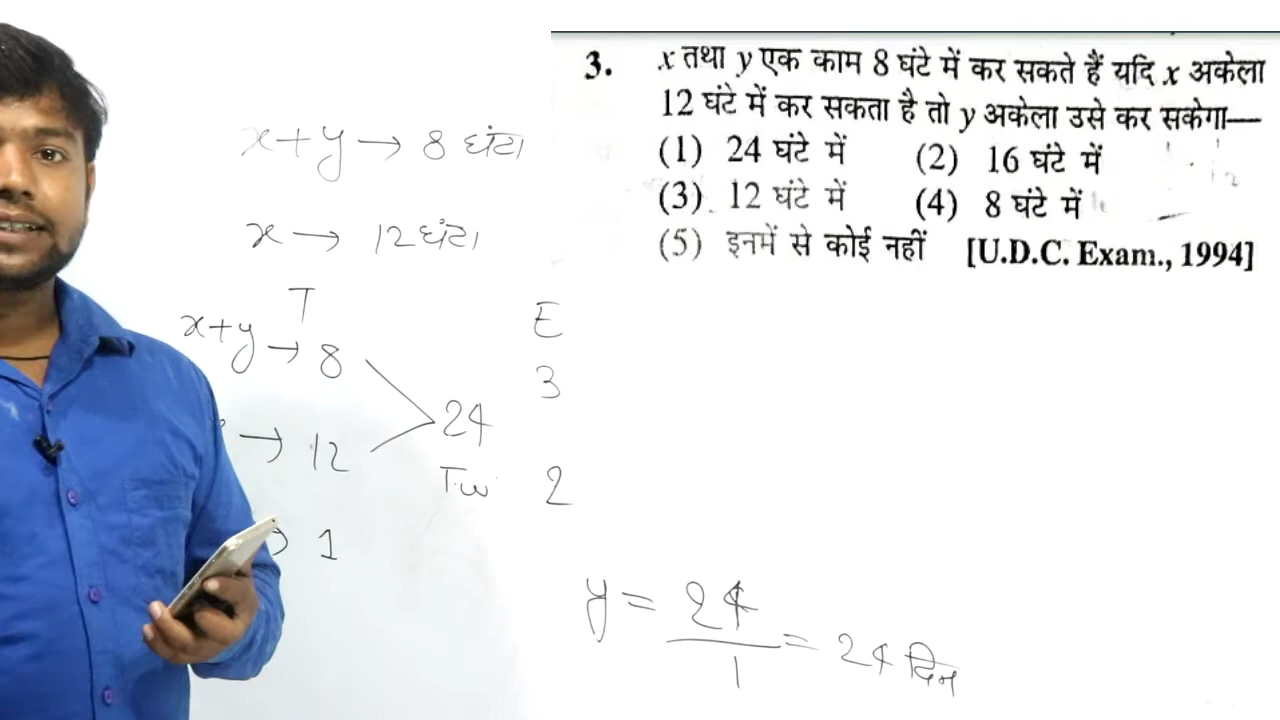 3. x तथा y एक काम 8 घंटे में कर सकते हैं यदि x अकेला
12 घंटे में कर सकता है तो y अकेला उसे कर सकेगा—
(1) 24 घंटे में (2) 16 घंटे में
(3) 12 घंटे में (4) 8 घंटे में
(5) इनमें से कोई नहीं [U.D.C. Exam., 1994]
x+y → 8 घंटा
x → 12 घंटा
T E
x+y → 8 3
→ 12 24
T.W. 2
→ 1
y = 24/1 = 24 दिन